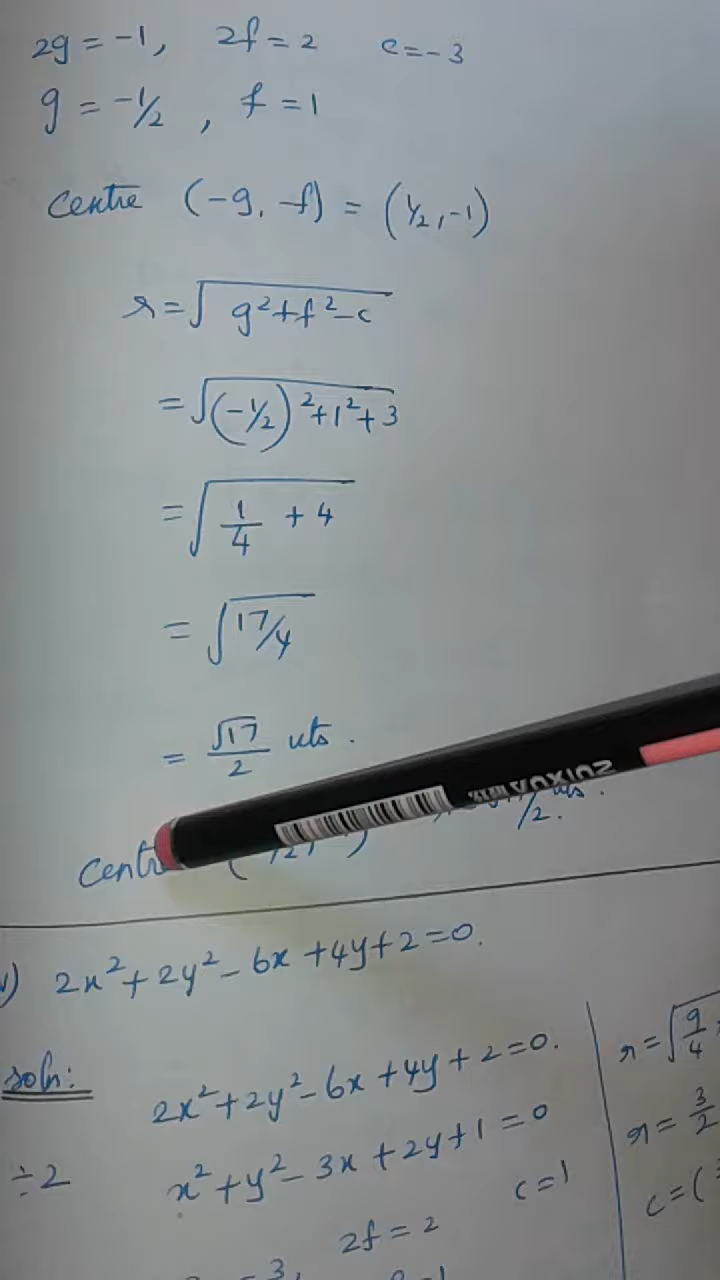 2g = -1, 2f = 2 c = -3
g = -1/2, f = 1
Centre (-g, -f) = (1/2, -1)
r = √(g² + f² - c)
= √((-1/2)² + 1² + 3)
= √(1/4 + 4)
= √(17/4)
= √17/2 uts.
/2 uts.
2x² + 2y² - 6x + 4y + 2 = 0.
Soln:
2x² + 2y² - 6x + 4y + 2 = 0.
÷2 x² + y² - 3x + 2y + 1 = 0
2f = 2 c = 1
r = √(9/4
r = 3/2
c = (